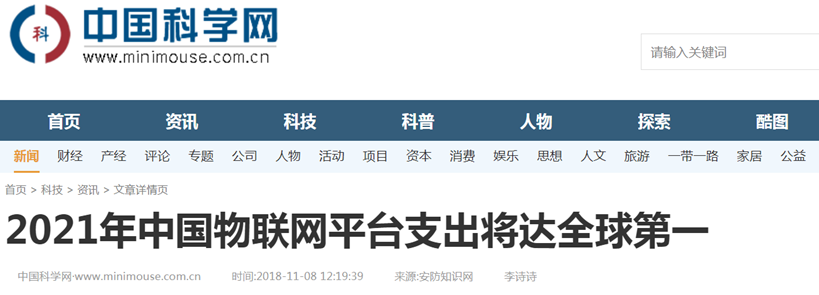 科
中国科学网
www.minimouse.com.cn
请输入关键词
首页 资讯 科技 科普 人物 探索 酷图
新闻 财经 产经 评论 专题 公司 人物 活动 项目 资本 消费 娱乐 思想 人文 旅游 一带一路 家居 公益
首页 > 科技 > 资讯 > 文章详情页
2021年中国物联网平台支出将达全球第一
中国科学网·www.minimouse.com.cn 时间:2018-11-08 12:19:39 来源:安防知识网 李诗诗